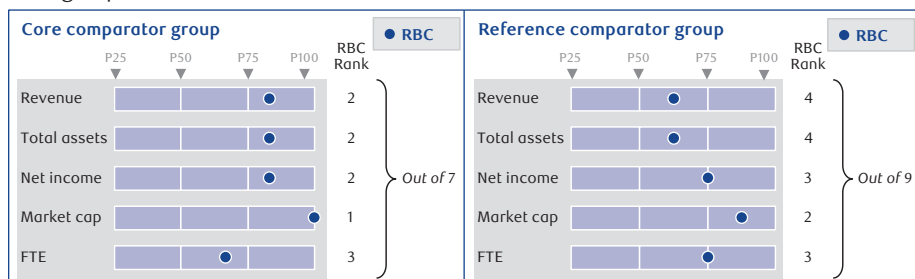 Core comparator group
RBC
P25 P50 P75 P100
RBC
Rank
Revenue 2
Total assets 2
Net income 2
Market cap 1
FTE 3
Out of 7
Reference comparator group
RBC
P25 P50 P75 P100
RBC
Rank
Revenue 4
Total assets 4
Net income 3
Market cap 2
FTE 3
Out of 9